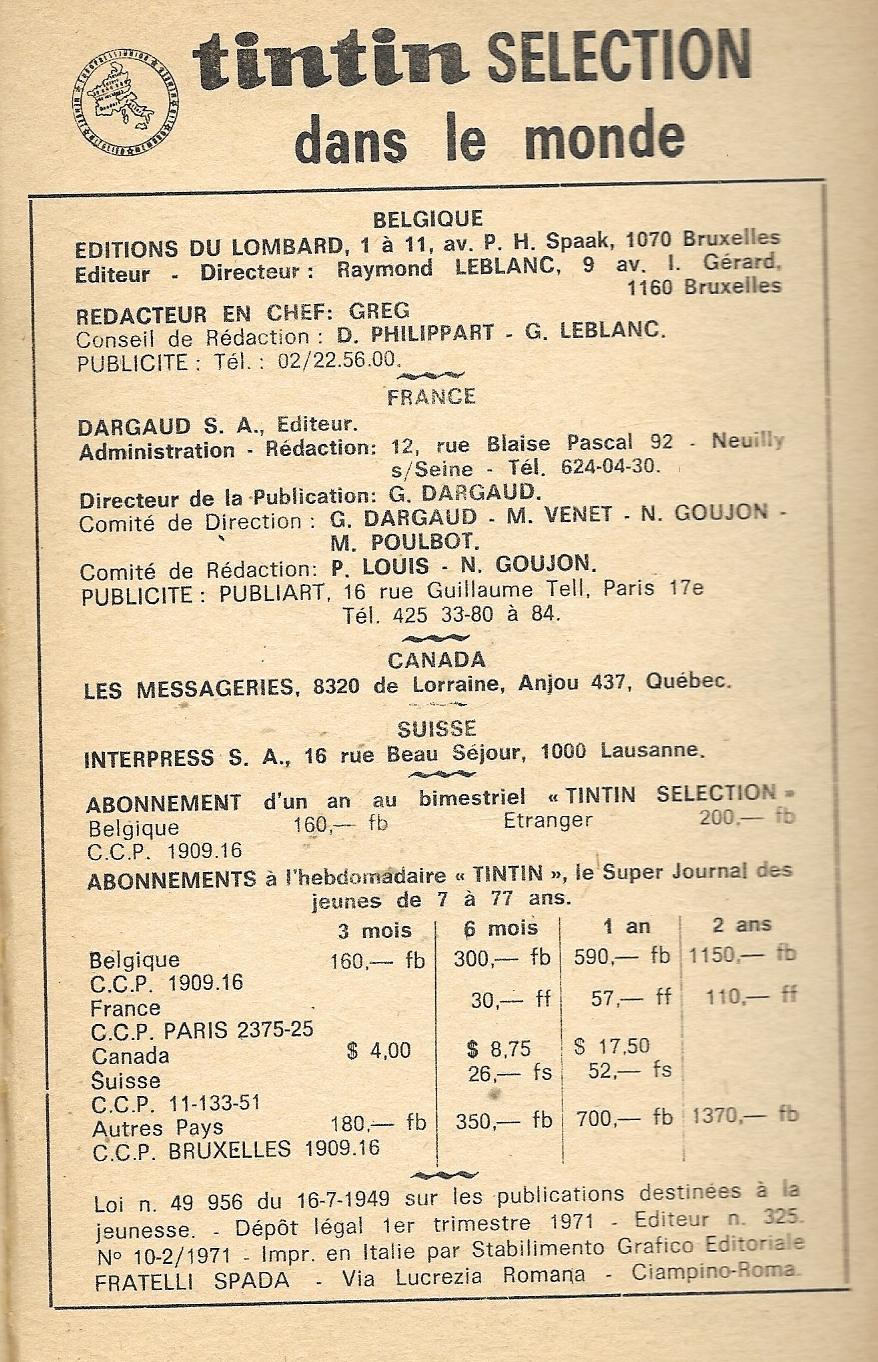 tintin SELECTION
dans le monde
BELGIQUE
EDITIONS DU LOMBARD, 1 à 11, av. P. H. Spaak, 1070 Bruxelles
Editeur - Directeur : Raymond LEBLANC, 9 av. I. Gérard,
1160 Bruxelles
REDACTEUR EN CHEF: GREG
Conseil de Rédaction : D. PHILIPPART - G. LEBLANC.
PUBLICITE : Tél. : 02/22.56.00.
FRANCE
DARGAUD S. A., Editeur.
Administration - Rédaction: 12, rue Blaise Pascal 92 - Neuilly
s/Seine - Tél. 624-04-30.
Directeur de la Publication: G. DARGAUD.
Comité de Direction : G. DARGAUD - M. VENET - N. GOUJON -
M. POULBOT.
Comité de Rédaction: P. LOUIS - N. GOUJON.
PUBLICITE : PUBLIART, 16 rue Guillaume Tell, Paris 17e
Tél. 425 33-80 à 84.
CANADA
LES MESSAGERIES, 8320 de Lorraine, Anjou 437, Québec.
SUISSE
INTERPRESS S. A., 16 rue Beau Séjour, 1000 Lausanne.
ABONNEMENT d'un an au bimestriel « TINTIN SELECTION »
Belgique 160,— fb Etranger 200,— fb
C.C.P. 1909.16
ABONNEMENTS à l'hebdomadaire « TINTIN », le Super Journal des
jeunes de 7 à 77 ans.
3 mois 6 mois 1 an 2 ans
Belgique 160,— fb 300,— fb 590,— fb 1150,— fb
C.C.P. 1909.16
France 30,— ff 57,— ff 110,— ff
C.C.P. PARIS 2375-25
Canada $ 4,00 $ 8,75 $ 17,50
Suisse 26,— fs 52,— fs
C.C.P. 11-133-51
Autres Pays 180,— fb 350,— fb 700,— fb 1370,— fb
C.C.P. BRUXELLES 1909.16
Loi n. 49 956 du 16-7-1949 sur les publications destinées à la
jeunesse. - Dépôt légal 1er trimestre 1971 - Editeur n. 325.
Nº 10-2/1971 - Impr. en Italie par Stabilimento Grafico Editoriale
FRATELLI SPADA - Via Lucrezia Romana - Ciampino-Roma.